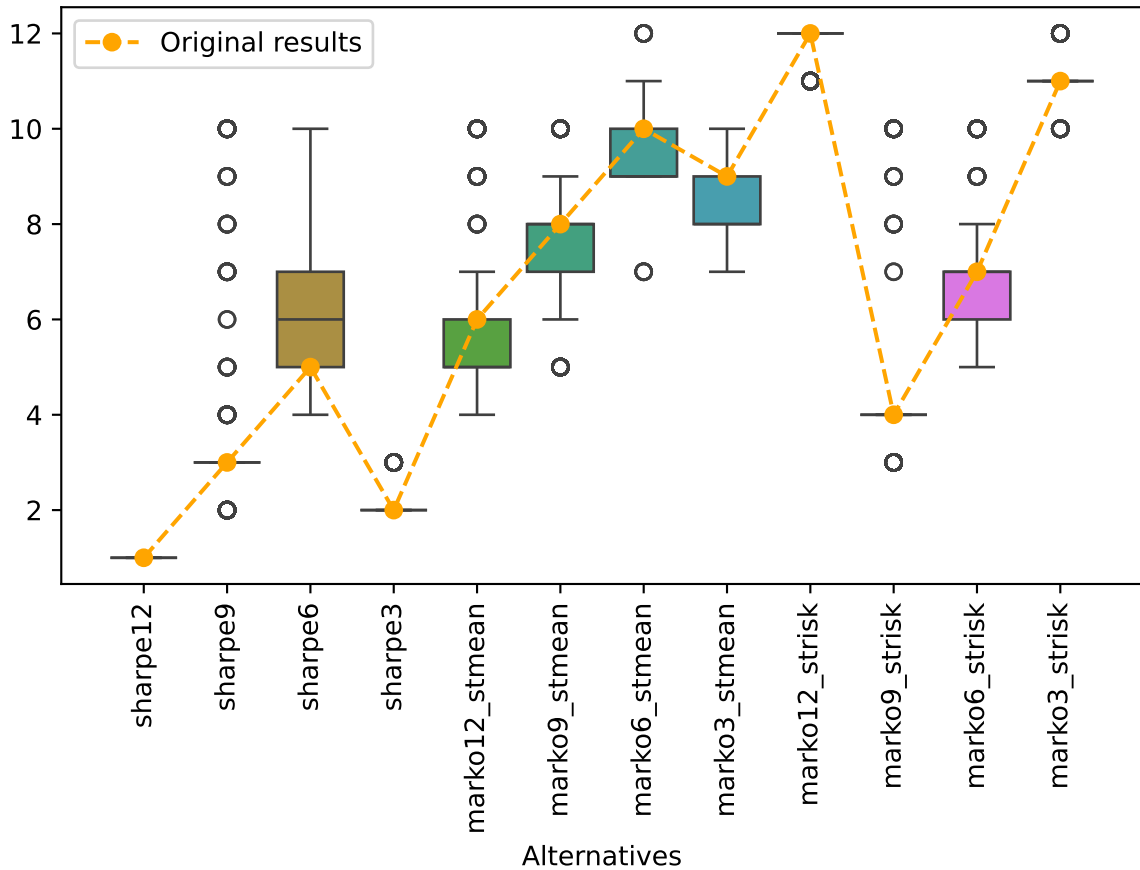 Original results
12
10
8
6
4
2
sharpe12
sharpe9
sharpe6
sharpe3
marko12_stmean
marko9_stmean
marko6_stmean
marko3_stmean
marko12_strisk
marko9_strisk
marko6_strisk
marko3_strisk
Alternatives